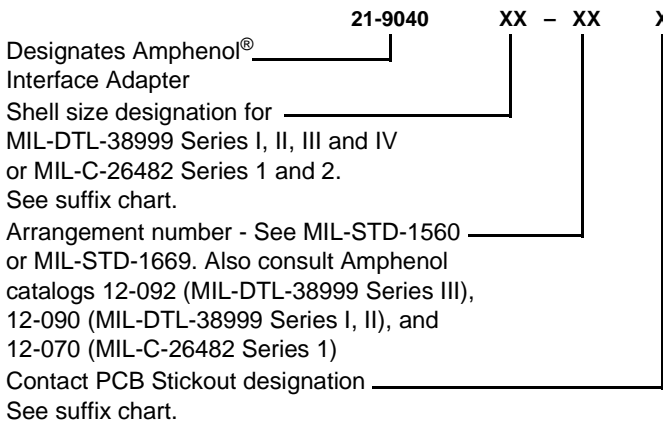 21-9040 XX – XX X
Designates Amphenol®
Interface Adapter
Shell size designation for
MIL-DTL-38999 Series I, II, III and IV
or MIL-C-26482 Series 1 and 2.
See suffix chart.
Arrangement number - See MIL-STD-1560
or MIL-STD-1669. Also consult Amphenol
catalogs 12-092 (MIL-DTL-38999 Series III),
12-090 (MIL-DTL-38999 Series I, II), and
12-070 (MIL-C-26482 Series 1)
Contact PCB Stickout designation
See suffix chart.